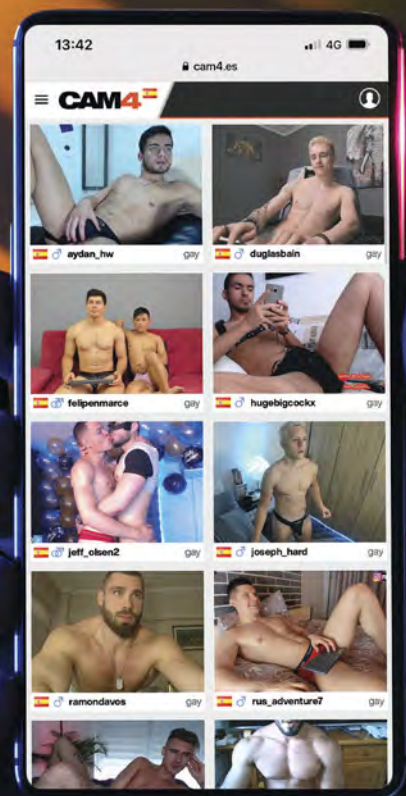 13:42
4G
cam4.es
CAM4
aydan_hw gay
duglasbain gay
felipenmarce gay
hugebigcockx gay
jeff_olsen2 gay
joseph_hard gay
ramondavos gay
rus_adventure7 gay